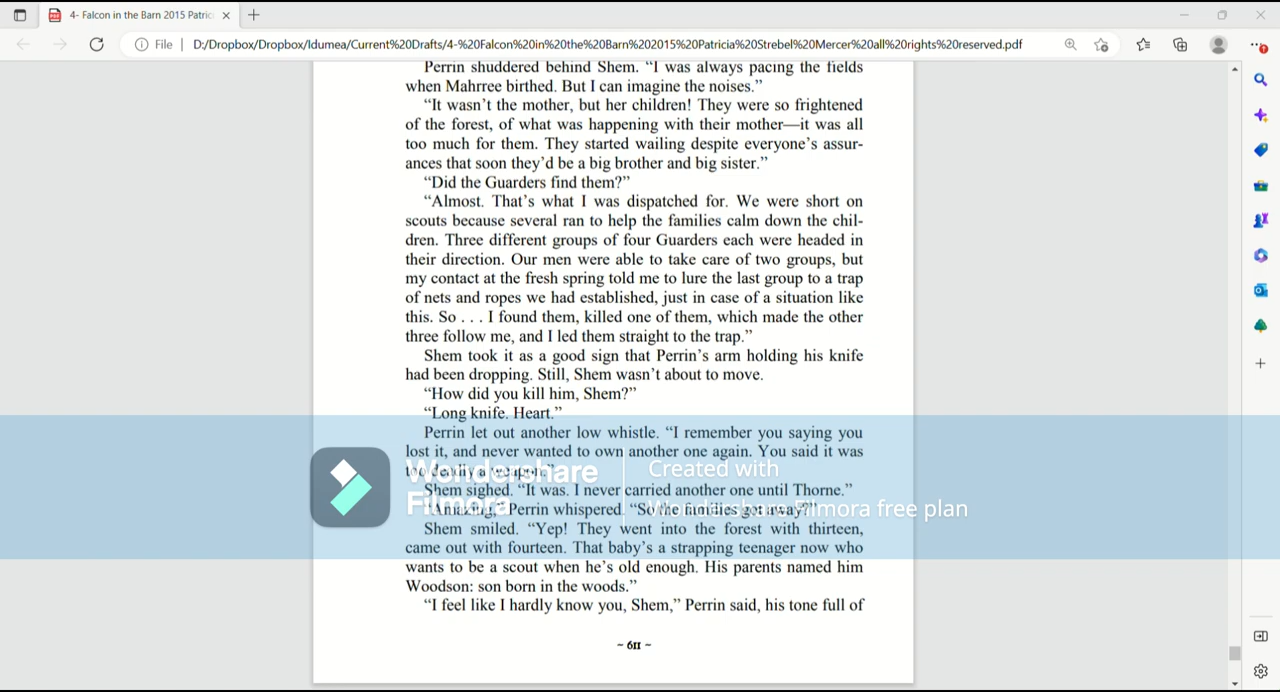 4- Falcon in the Barn 2015 Patric
File | D:/Dropbox/Dropbox/Idumea/Current%20Drafts/4-%20Falcon%20in%20the%20Barn%202015%20Patricia%20Strebel%20Mercer%20all%20rights%20reserved.pdf
Perrin shuddered behind Shem. “I was always pacing the fields
when Mahrree birthed. But I can imagine the noises.”
“It wasn’t the mother, but her children! They were so frightened
of the forest, of what was happening with their mother—it was all
too much for them. They started wailing despite everyone’s assur-
ances that soon they’d be a big brother and big sister.”
“Did the Guarders find them?”
“Almost. That’s what I was dispatched for. We were short on
scouts because several ran to help the families calm down the chil-
dren. Three different groups of four Guarders each were headed in
their direction. Our men were able to take care of two groups, but
my contact at the fresh spring told me to lure the last group to a trap
of nets and ropes we had established, just in case of a situation like
this. So . . . I found them, killed one of them, which made the other
three follow me, and I led them straight to the trap.”
Shem took it as a good sign that Perrin’s arm holding his knife
had been dropping. Still, Shem wasn’t about to move.
“How did you kill him, Shem?”
“Long knife. Heart.”
Perrin let out another low whistle. “I remember you saying you
lost it, and never wanted to own another one again. You said it was
too deadly a weapon.”
Shem sighed. “It was. I never carried another one until Thorne.”
“Amazing,” Perrin whispered. “So the families got away?”
Shem smiled. “Yep! They went into the forest with thirteen,
came out with fourteen. That baby’s a strapping teenager now who
wants to be a scout when he’s old enough. His parents named him
Woodson: son born in the woods.”
“I feel like I hardly know you, Shem,” Perrin said, his tone full of
~ 611 ~
Wondershare
Filmora
Created with
Wondershare Filmora free plan